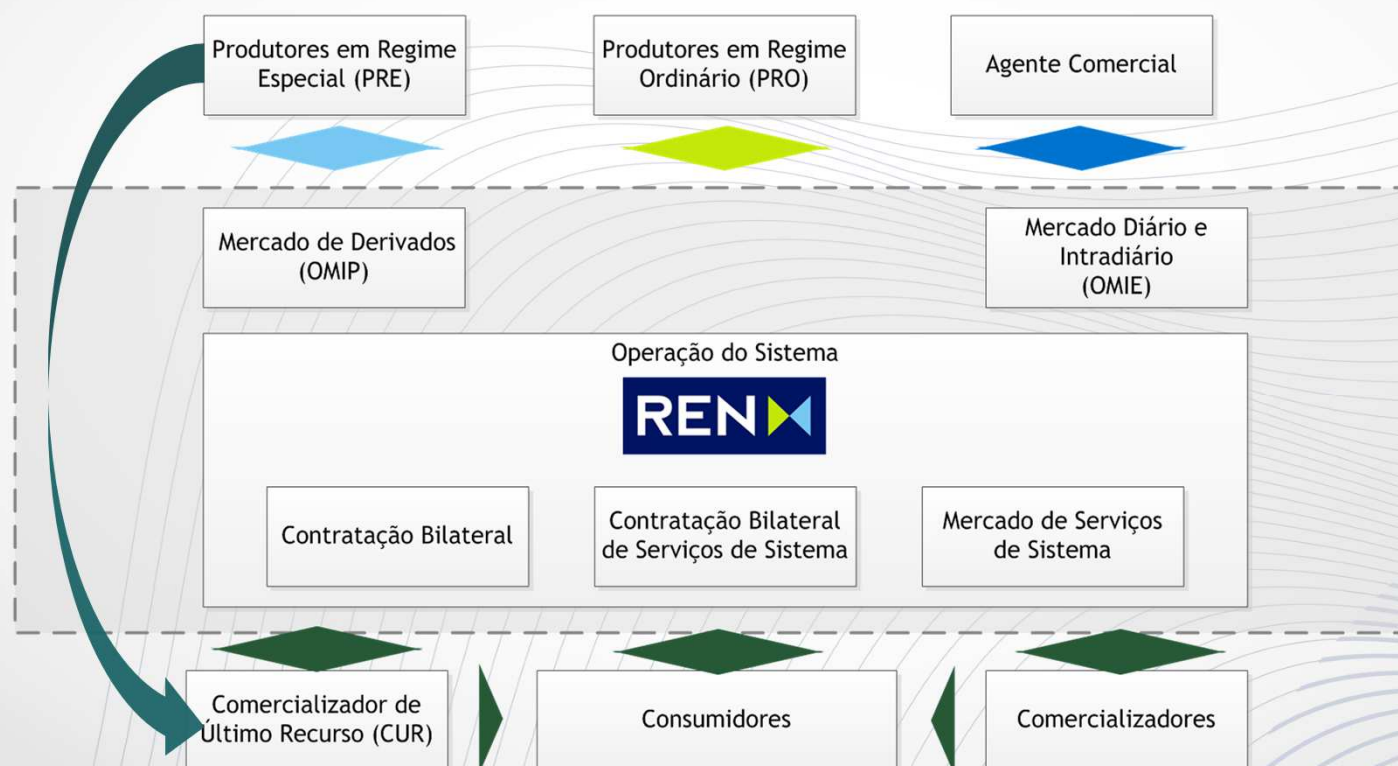 Produtores em Regime
Especial (PRE)
Produtores em Regime
Ordinário (PRO)
Agente Comercial
Mercado de Derivados
(OMIP)
Mercado Diário e
Intradiário
(OMIE)
Operação do Sistema
REN
Contratação Bilateral
Contratação Bilateral
de Serviços de Sistema
Mercado de Serviços
de Sistema
Comercializador de
Último Recurso (CUR)
Consumidores
Comercializadores